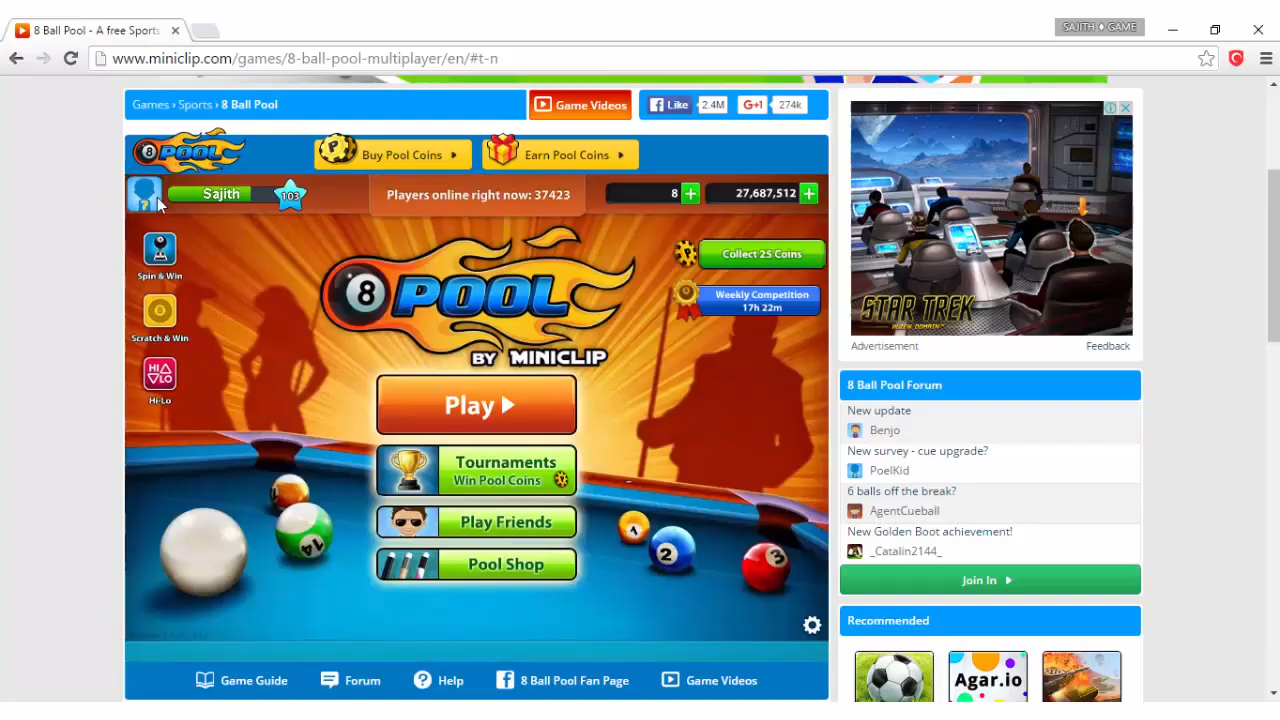 8 Ball Pool - A free Sports
SAJITH ♦ GAME
www.miniclip.com/games/8-ball-pool-multiplayer/en/#t-n
Games › Sports › 8 Ball Pool
Game Videos
Like
2.4M
G+1
274k
8 POOL
Buy Pool Coins
Earn Pool Coins
Sajith
103
Players online right now: 37423
8
27,687,512
Spin & Win
Scratch & Win
HI LO
Hi-Lo
Collect 25 Coins
Weekly Competition
17h 22m
8 POOL
BY MINICLIP
Play
Tournaments
Win Pool Coins
Play Friends
Pool Shop
14
1
2
3
Game Guide
Forum
Help
8 Ball Pool Fan Page
Game Videos
STAR TREK
ALIEN DOMAIN
Advertisement
Feedback
8 Ball Pool Forum
New update
Benjo
New survey - cue upgrade?
PoelKid
6 balls off the break?
AgentCueball
New Golden Boot achievement!
_Catalin2144_
Join In
Recommended
Agar.io